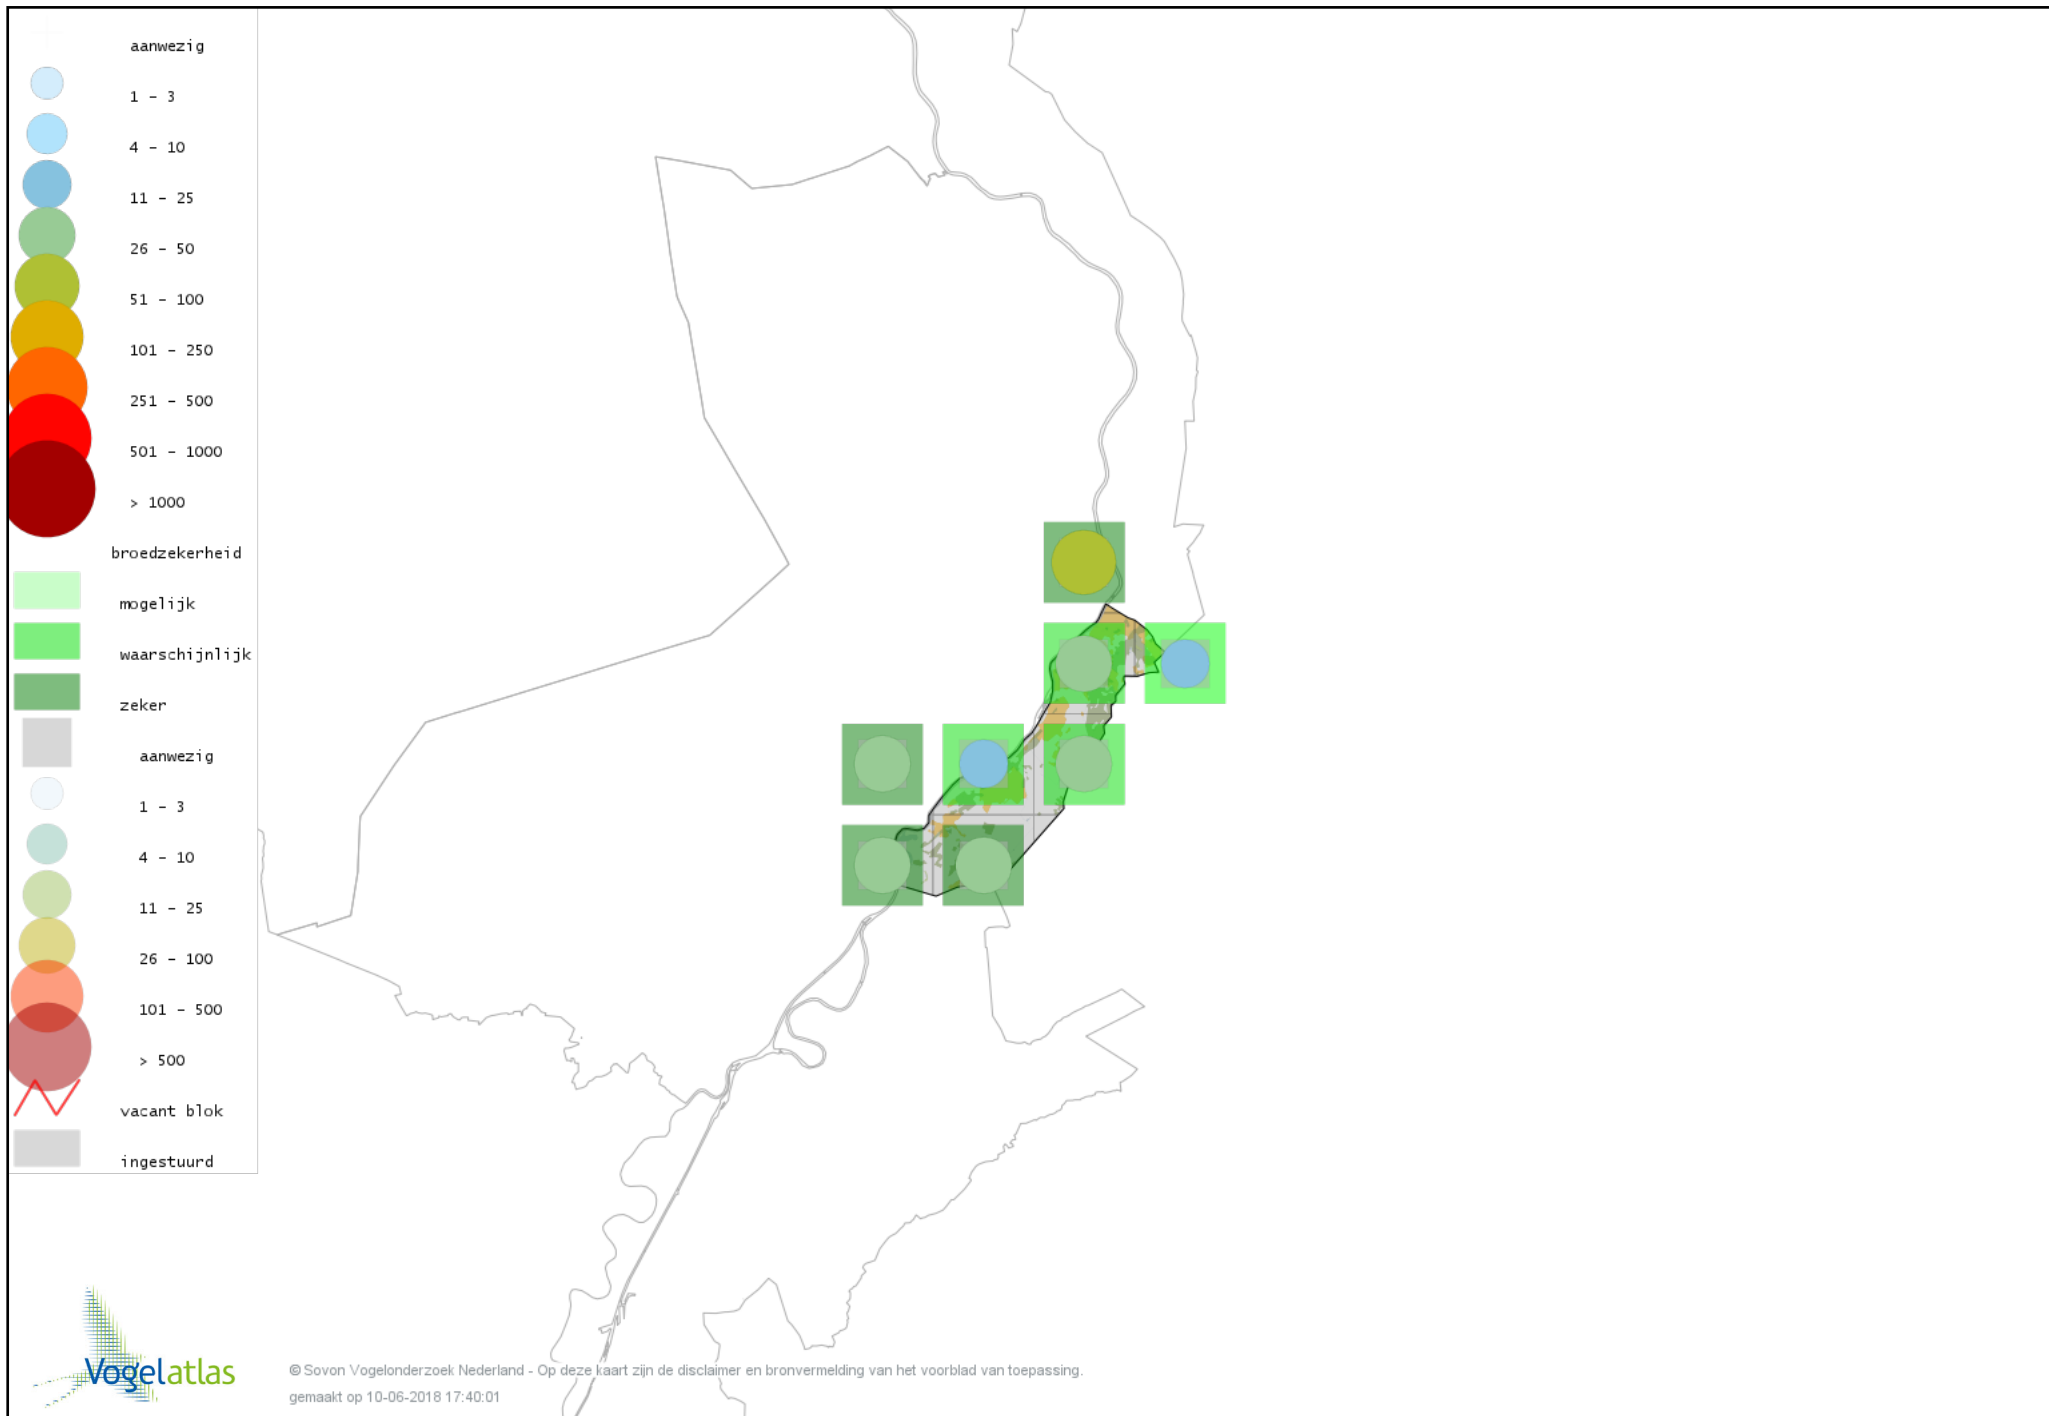 aanwezig
1 - 3
4 - 10
11 - 25
26 - 50
51 - 100
101 - 250
251 - 500
501 - 1000
> 1000
broedzekerheid
mogelijk
waarschijnlijk
zeker
aanwezig
1 - 3
4 - 10
11 - 25
26 - 100
101 - 500
> 500
vacant blok
ingestuurd
Vogelatlas
© Sovon Vogelonderzoek Nederland - Op deze kaart zijn de disclaimer en bronvermelding van het voorblad van toepassing.
gemaakt op 10-06-2018 17:40:01